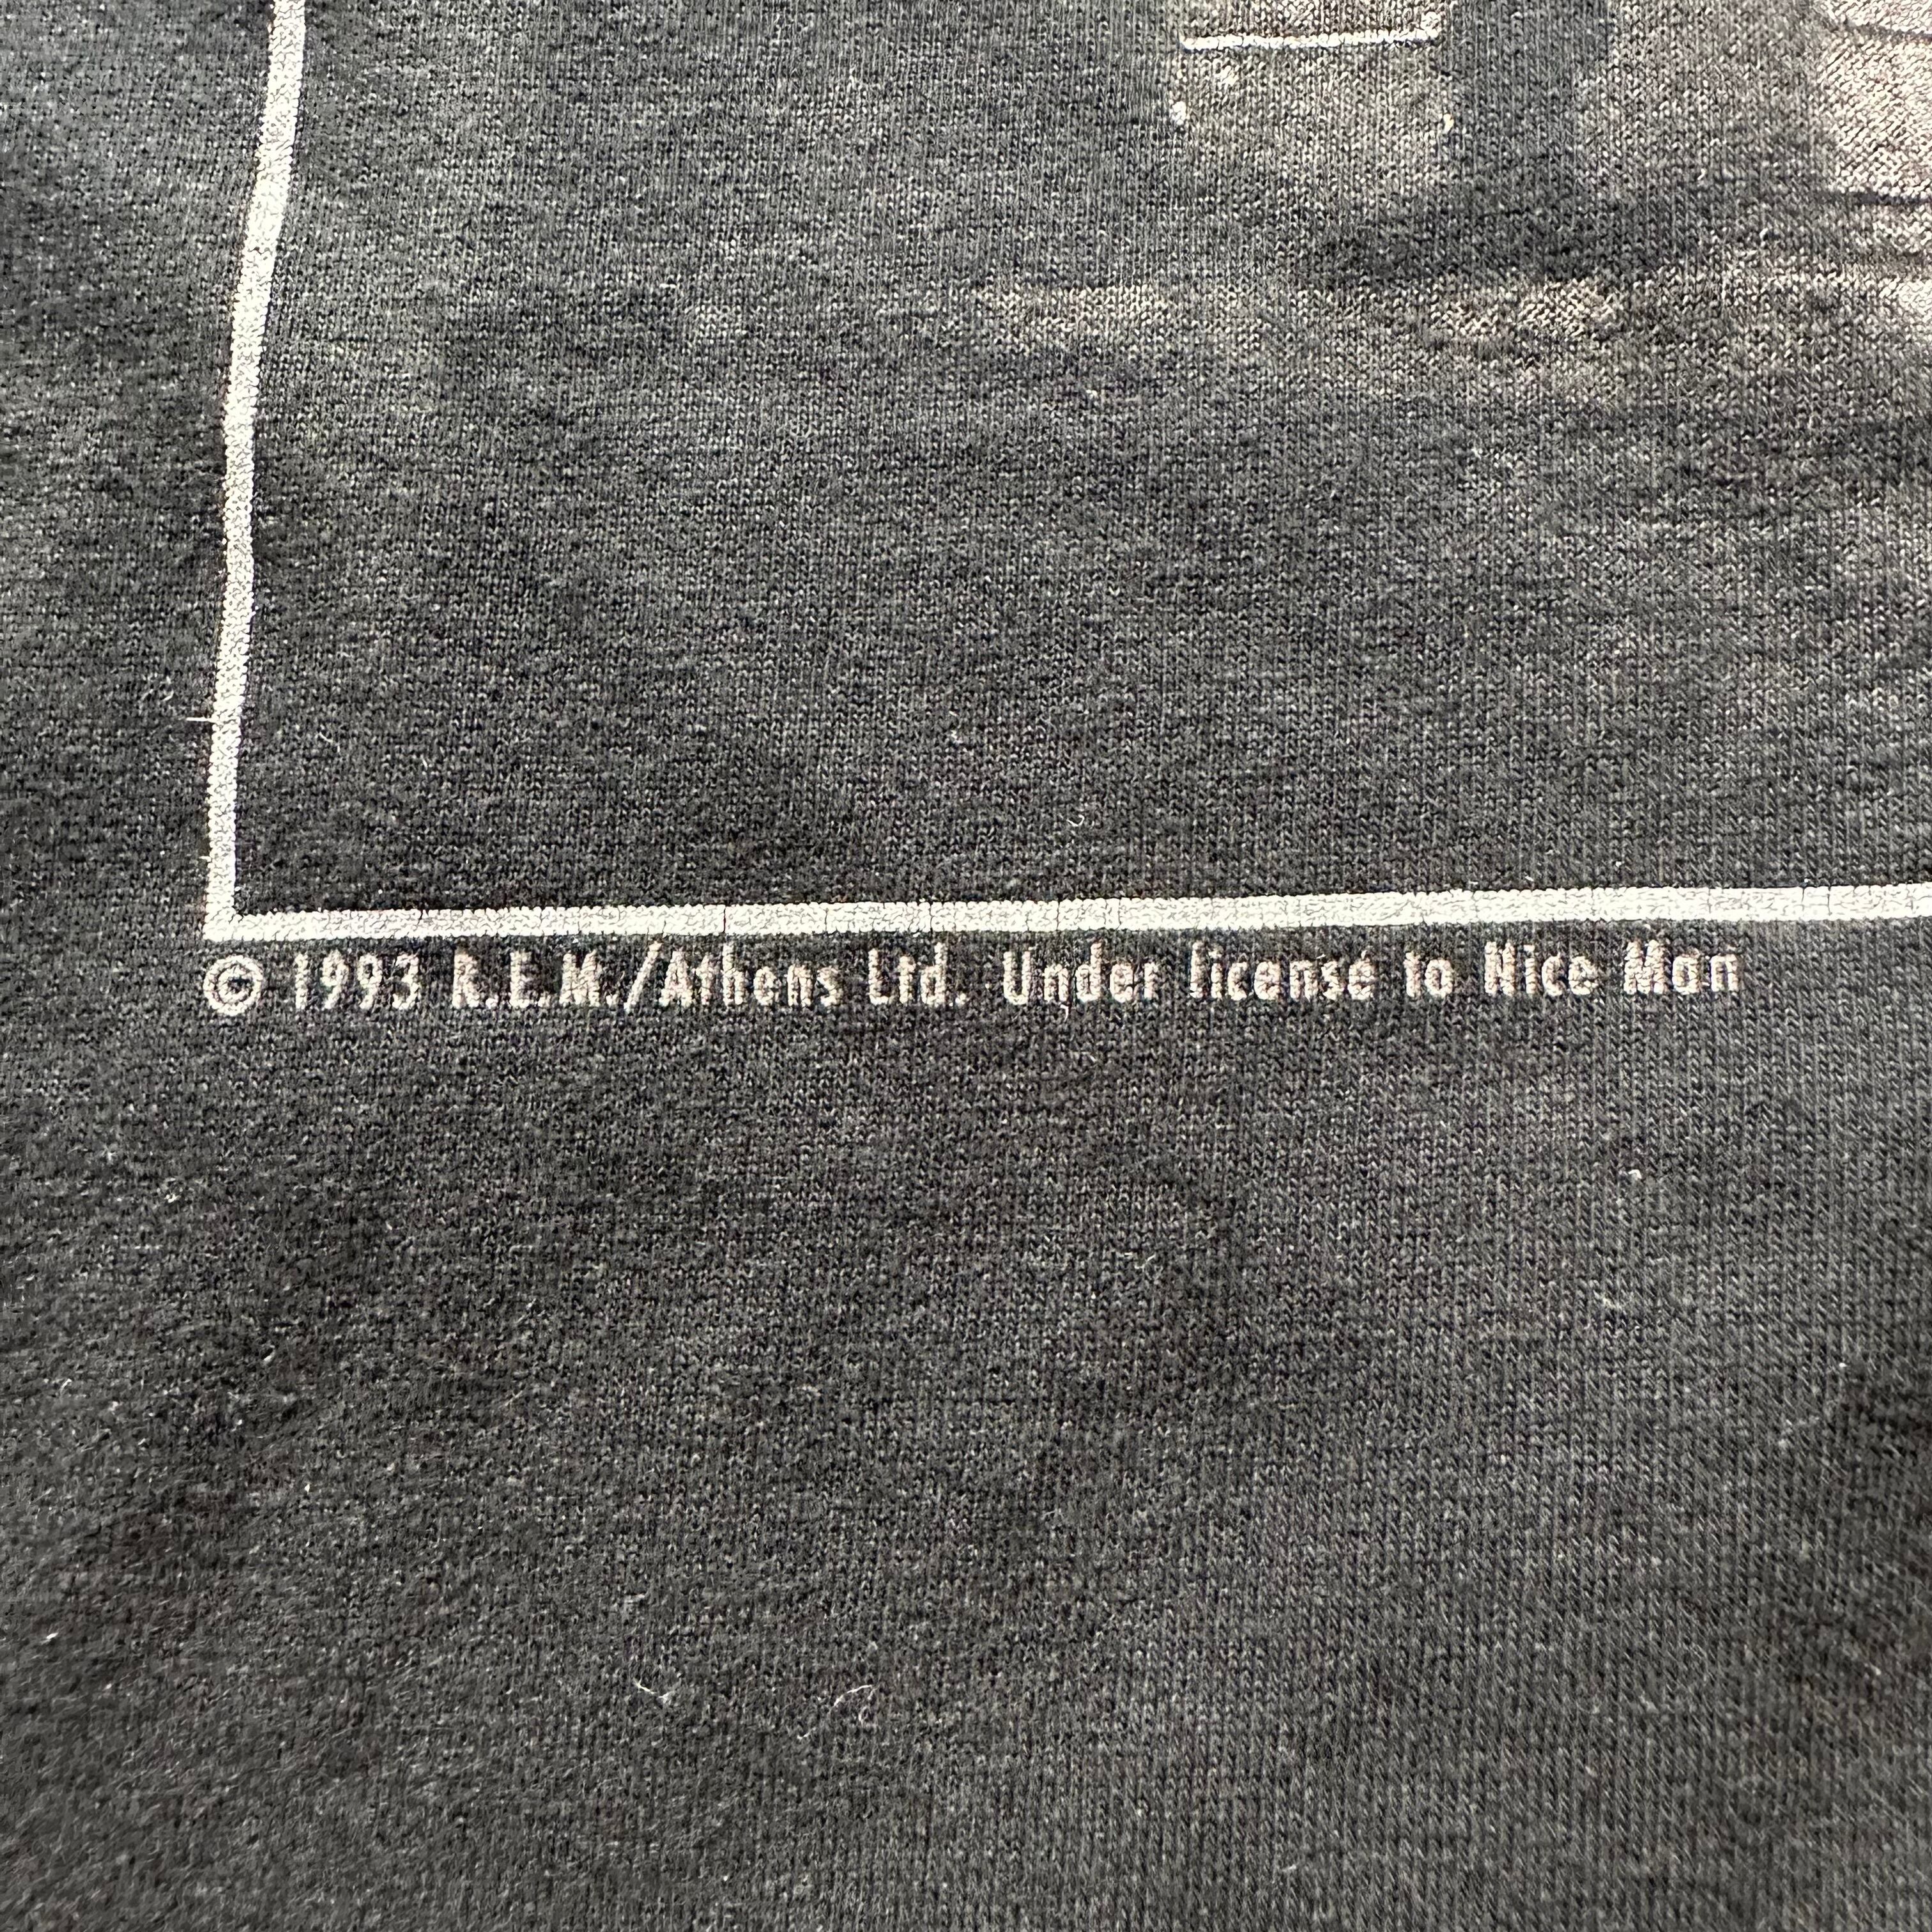 © 1993 R.E.M./Athens Ltd. Under license to Nice Man